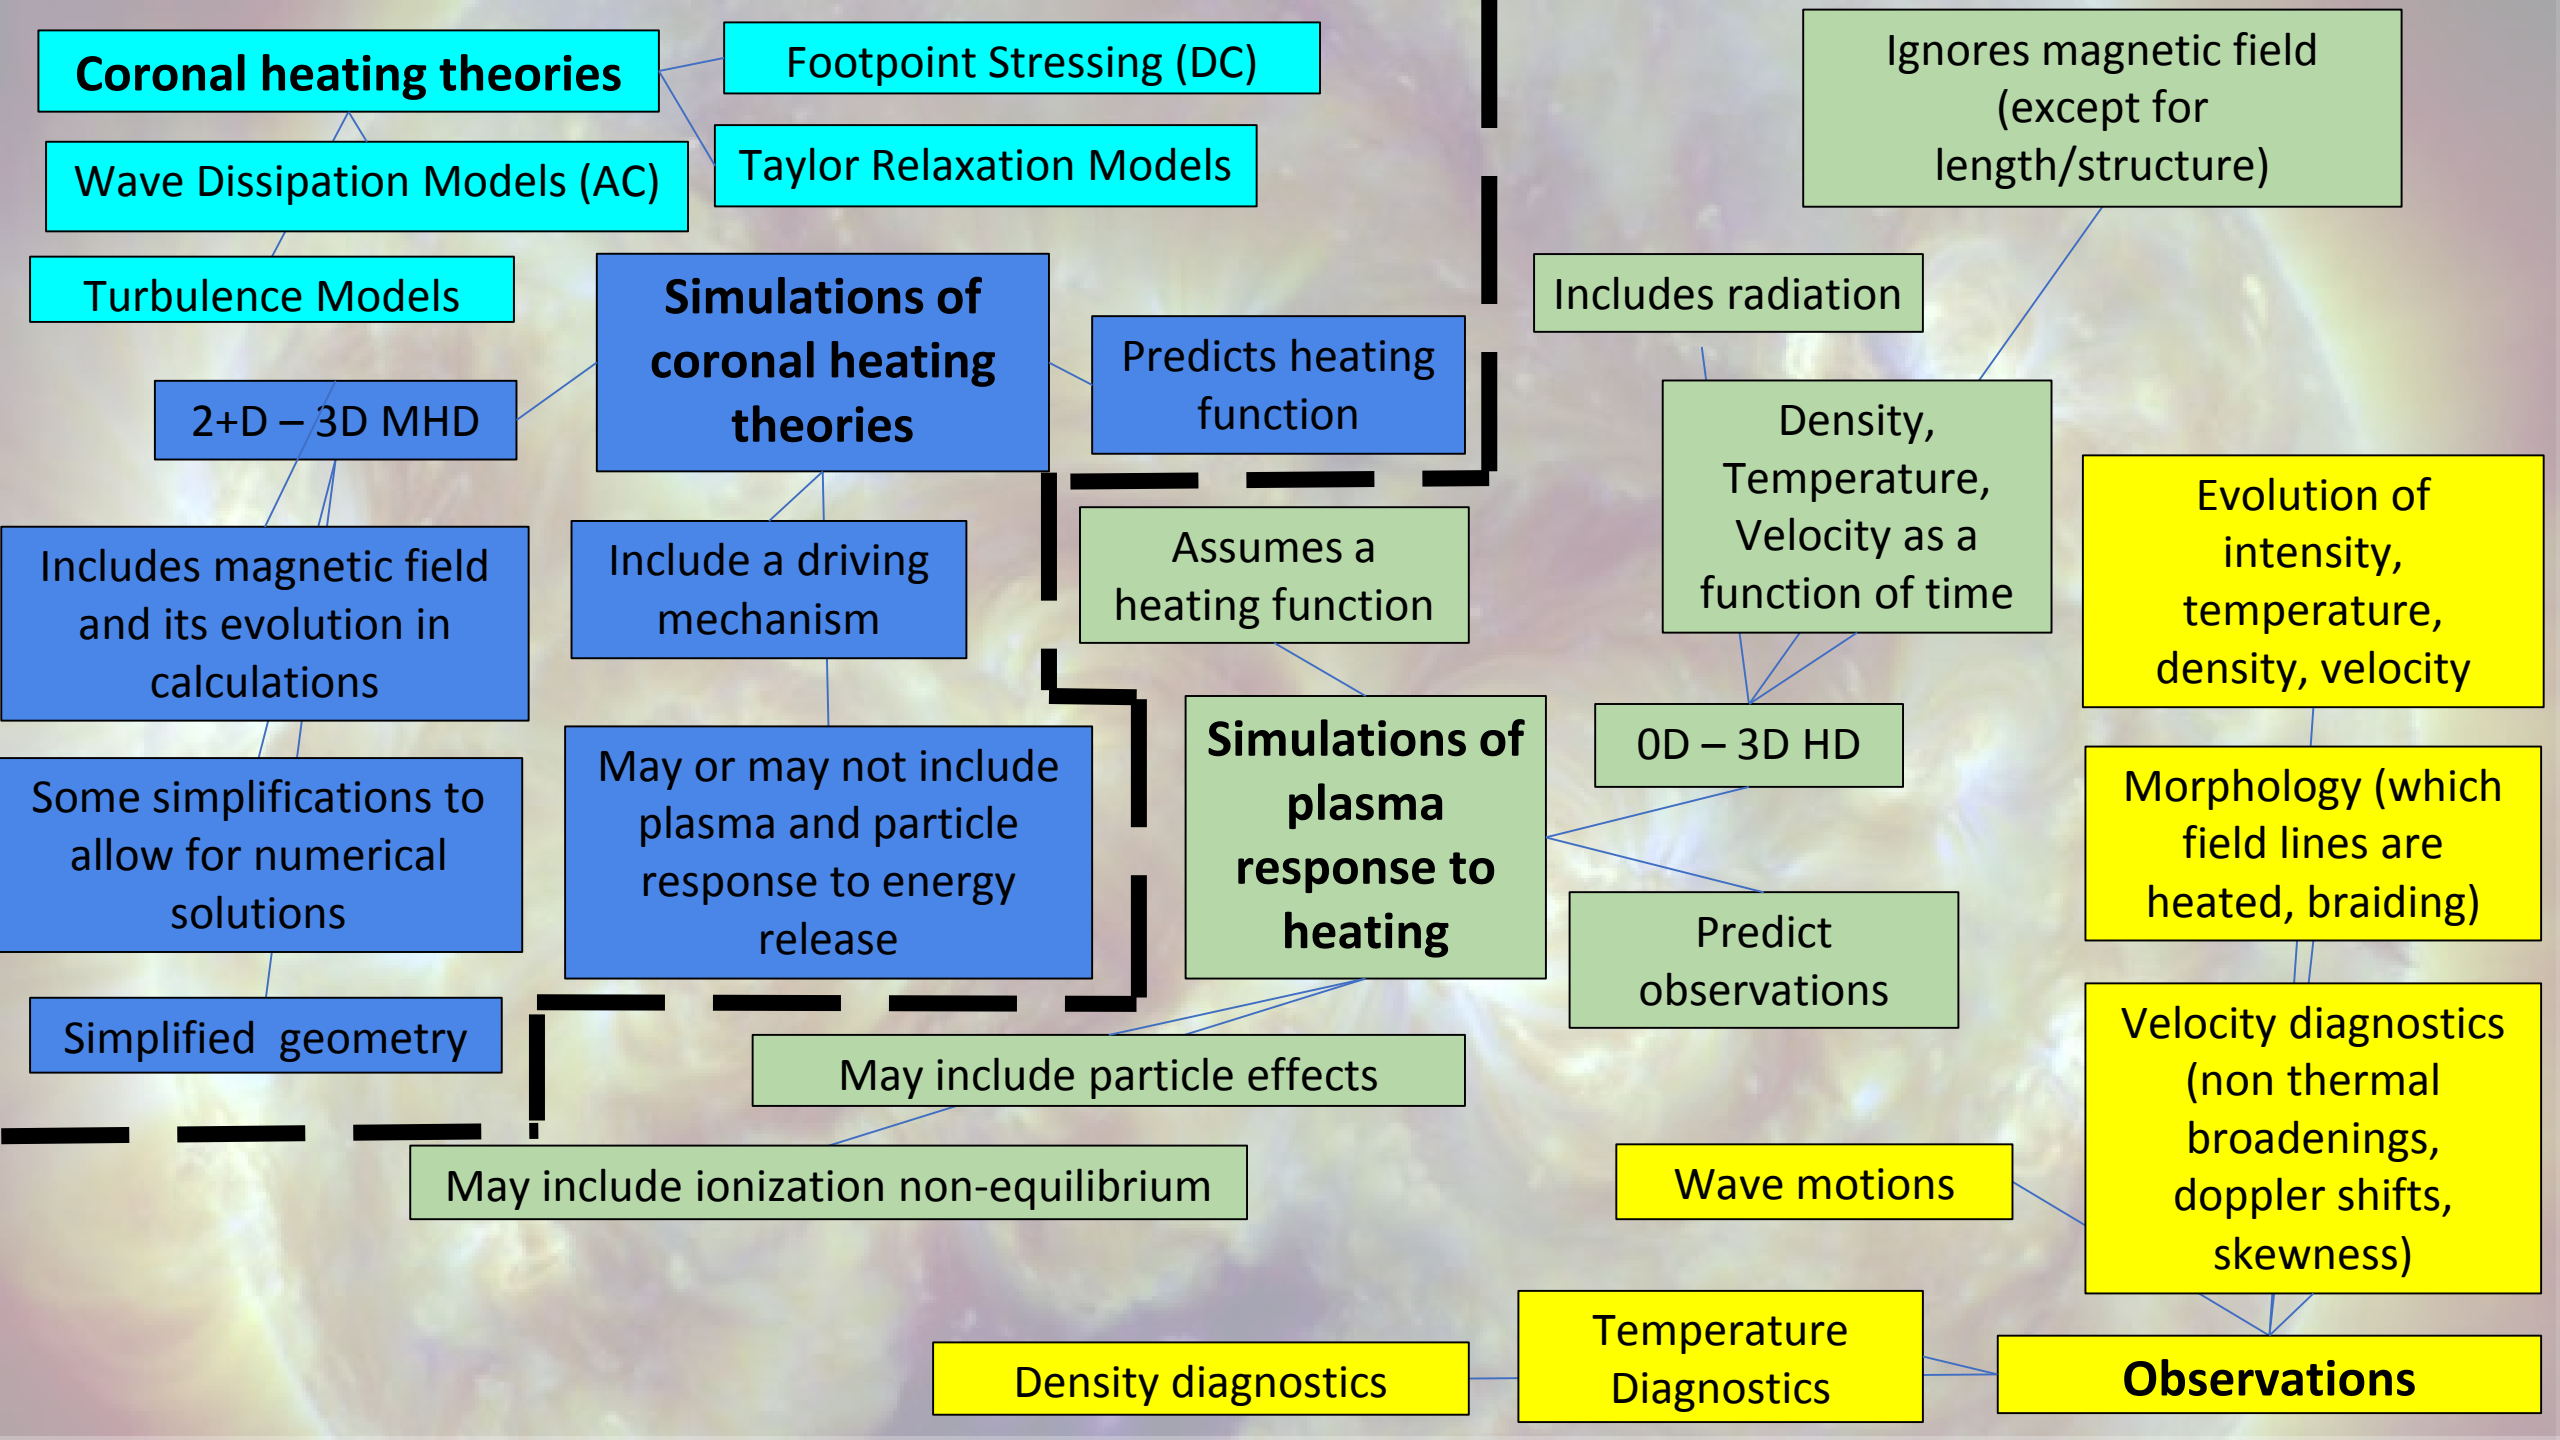 Coronal heating theories
Footpoint Stressing (DC)
Wave Dissipation Models (AC)
Taylor Relaxation Models
Turbulence Models
Simulations of
coronal heating
theories
Predicts heating
function
2+D – 3D MHD
Includes magnetic field
and its evolution in
calculations
Include a driving
mechanism
Some simplifications to
allow for numerical
solutions
May or may not include
plasma and particle
response to energy
release
Simplified  geometry
Ignores magnetic field
(except for
length/structure)
Includes radiation
Density,
Temperature,
Velocity as a
function of time
Assumes a
heating function
Simulations of
plasma
response to
heating
0D – 3D HD
Predict
observations
May include particle effects
May include ionization non-equilibrium
Evolution of
intensity,
temperature,
density, velocity
Morphology (which
field lines are
heated, braiding)
Velocity diagnostics
(non thermal
broadenings,
doppler shifts,
skewness)
Wave motions
Temperature
Diagnostics
Density diagnostics
Observations